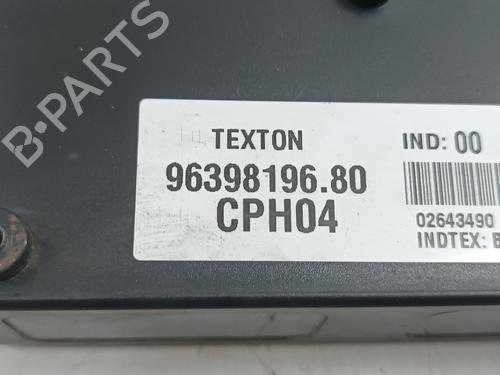 B-PARTS
TEXTON
IND: 00
96398196.80
CPH04
02643490
INDTEX: